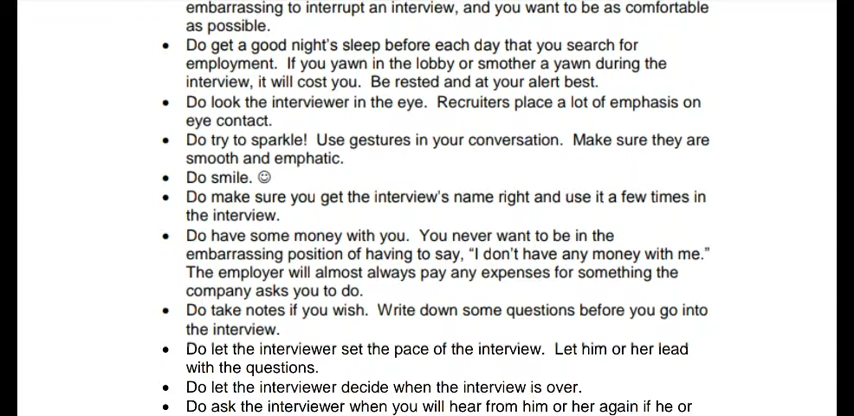 embarrassing to interrupt an interview, and you want to be as comfortable
as possible.
• Do get a good night's sleep before each day that you search for
employment.  If you yawn in the lobby or smother a yawn during the
interview, it will cost you.  Be rested and at your alert best.
• Do look the interviewer in the eye.  Recruiters place a lot of emphasis on
eye contact.
• Do try to sparkle!  Use gestures in your conversation.  Make sure they are
smooth and emphatic.
• Do smile. ☺
• Do make sure you get the interview's name right and use it a few times in
the interview.
• Do have some money with you.  You never want to be in the
embarrassing position of having to say, “I don't have any money with me.”
The employer will almost always pay any expenses for something the
company asks you to do.
• Do take notes if you wish.  Write down some questions before you go into
the interview.
• Do let the interviewer set the pace of the interview.  Let him or her lead
with the questions.
• Do let the interviewer decide when the interview is over.
• Do ask the interviewer when you will hear from him or her again if he or